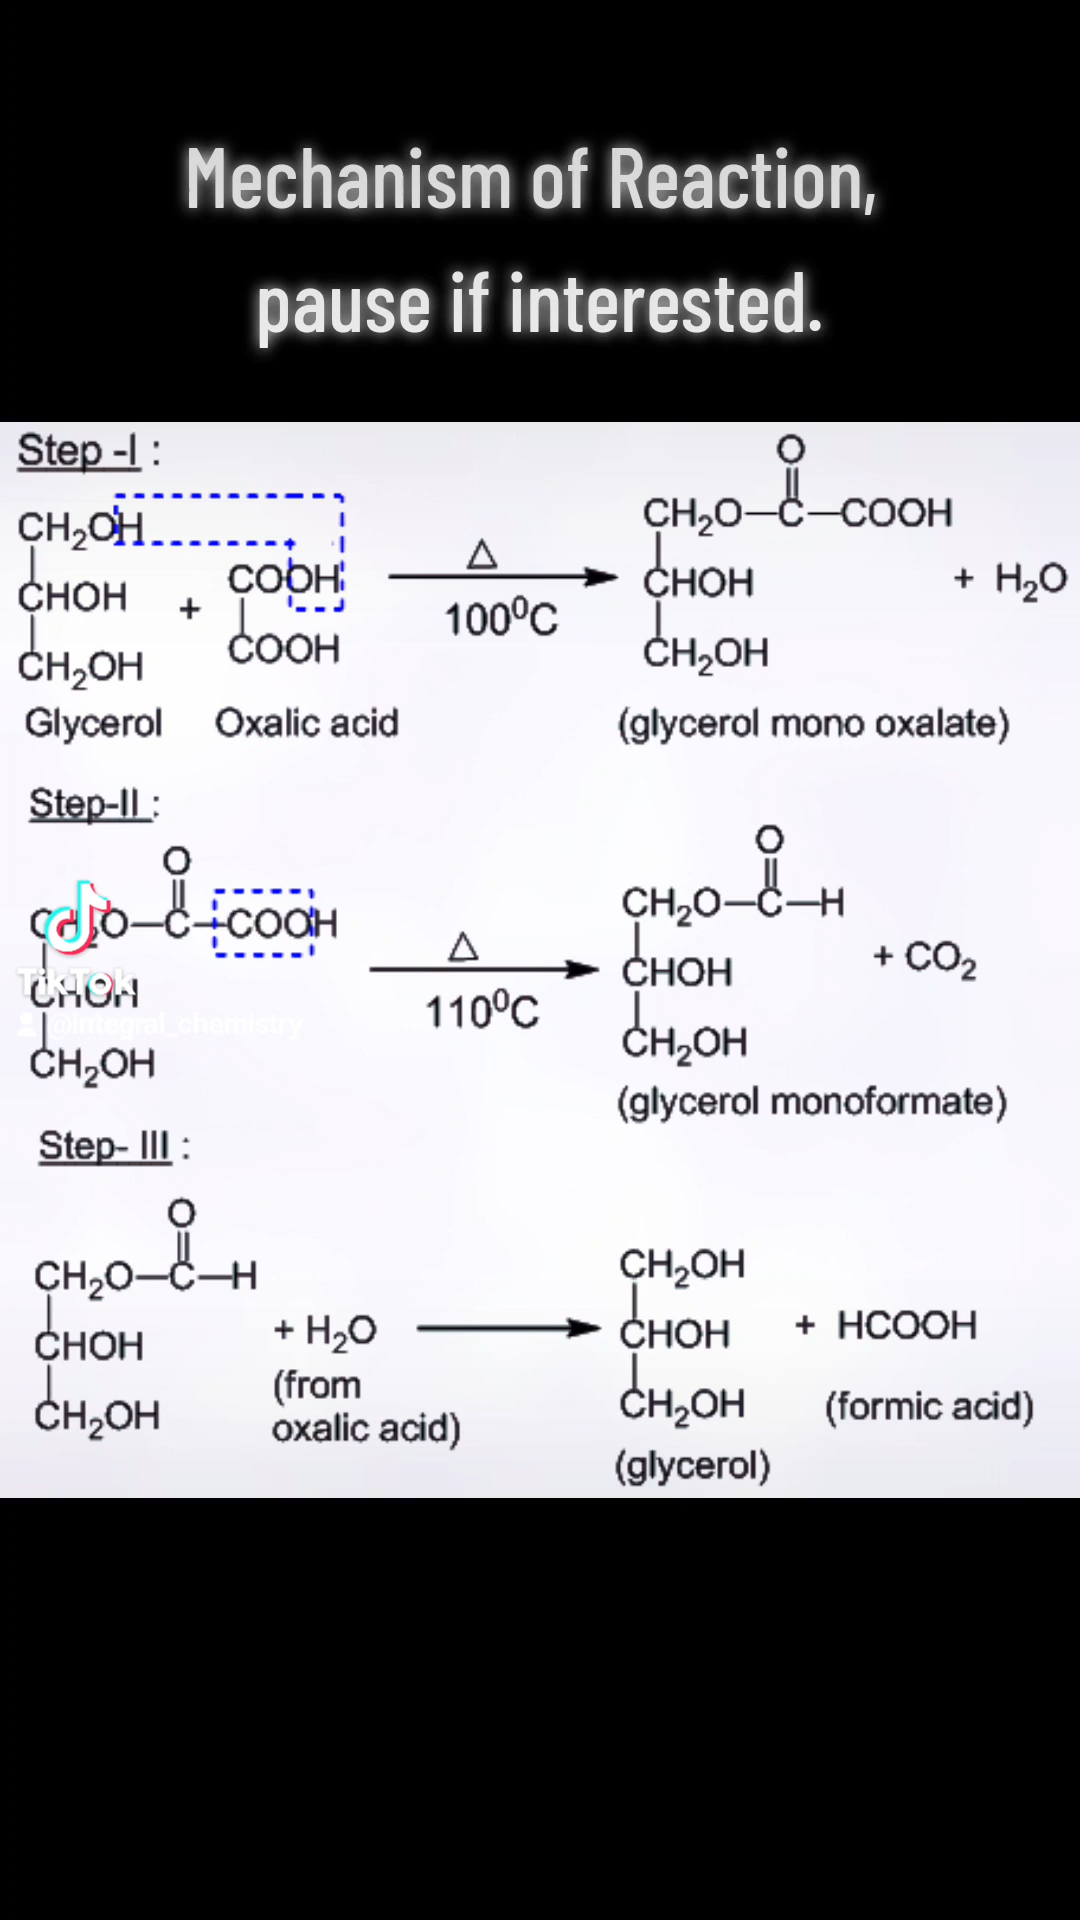 Mechanism of Reaction,
pause if interested.
Step -I :
CH₂OH
CHOH
CH₂OH
Glycerol
+
COOH
COOH
Oxalic acid
Δ
100⁰C
O
CH₂O—C—COOH
CHOH
CH₂OH
(glycerol mono oxalate)
+ H₂O
Step-II :
O
CH₂O—C—COOH
CHOH
CH₂OH
TikTok
@integral_chemistry
Δ
110⁰C
O
CH₂O—C—H
CHOH
CH₂OH
(glycerol monoformate)
+ CO₂
Step- III :
O
CH₂O—C—H
CHOH
CH₂OH
+ H₂O
(from
oxalic acid)
CH₂OH
CHOH
CH₂OH
(glycerol)
+ HCOOH
(formic acid)